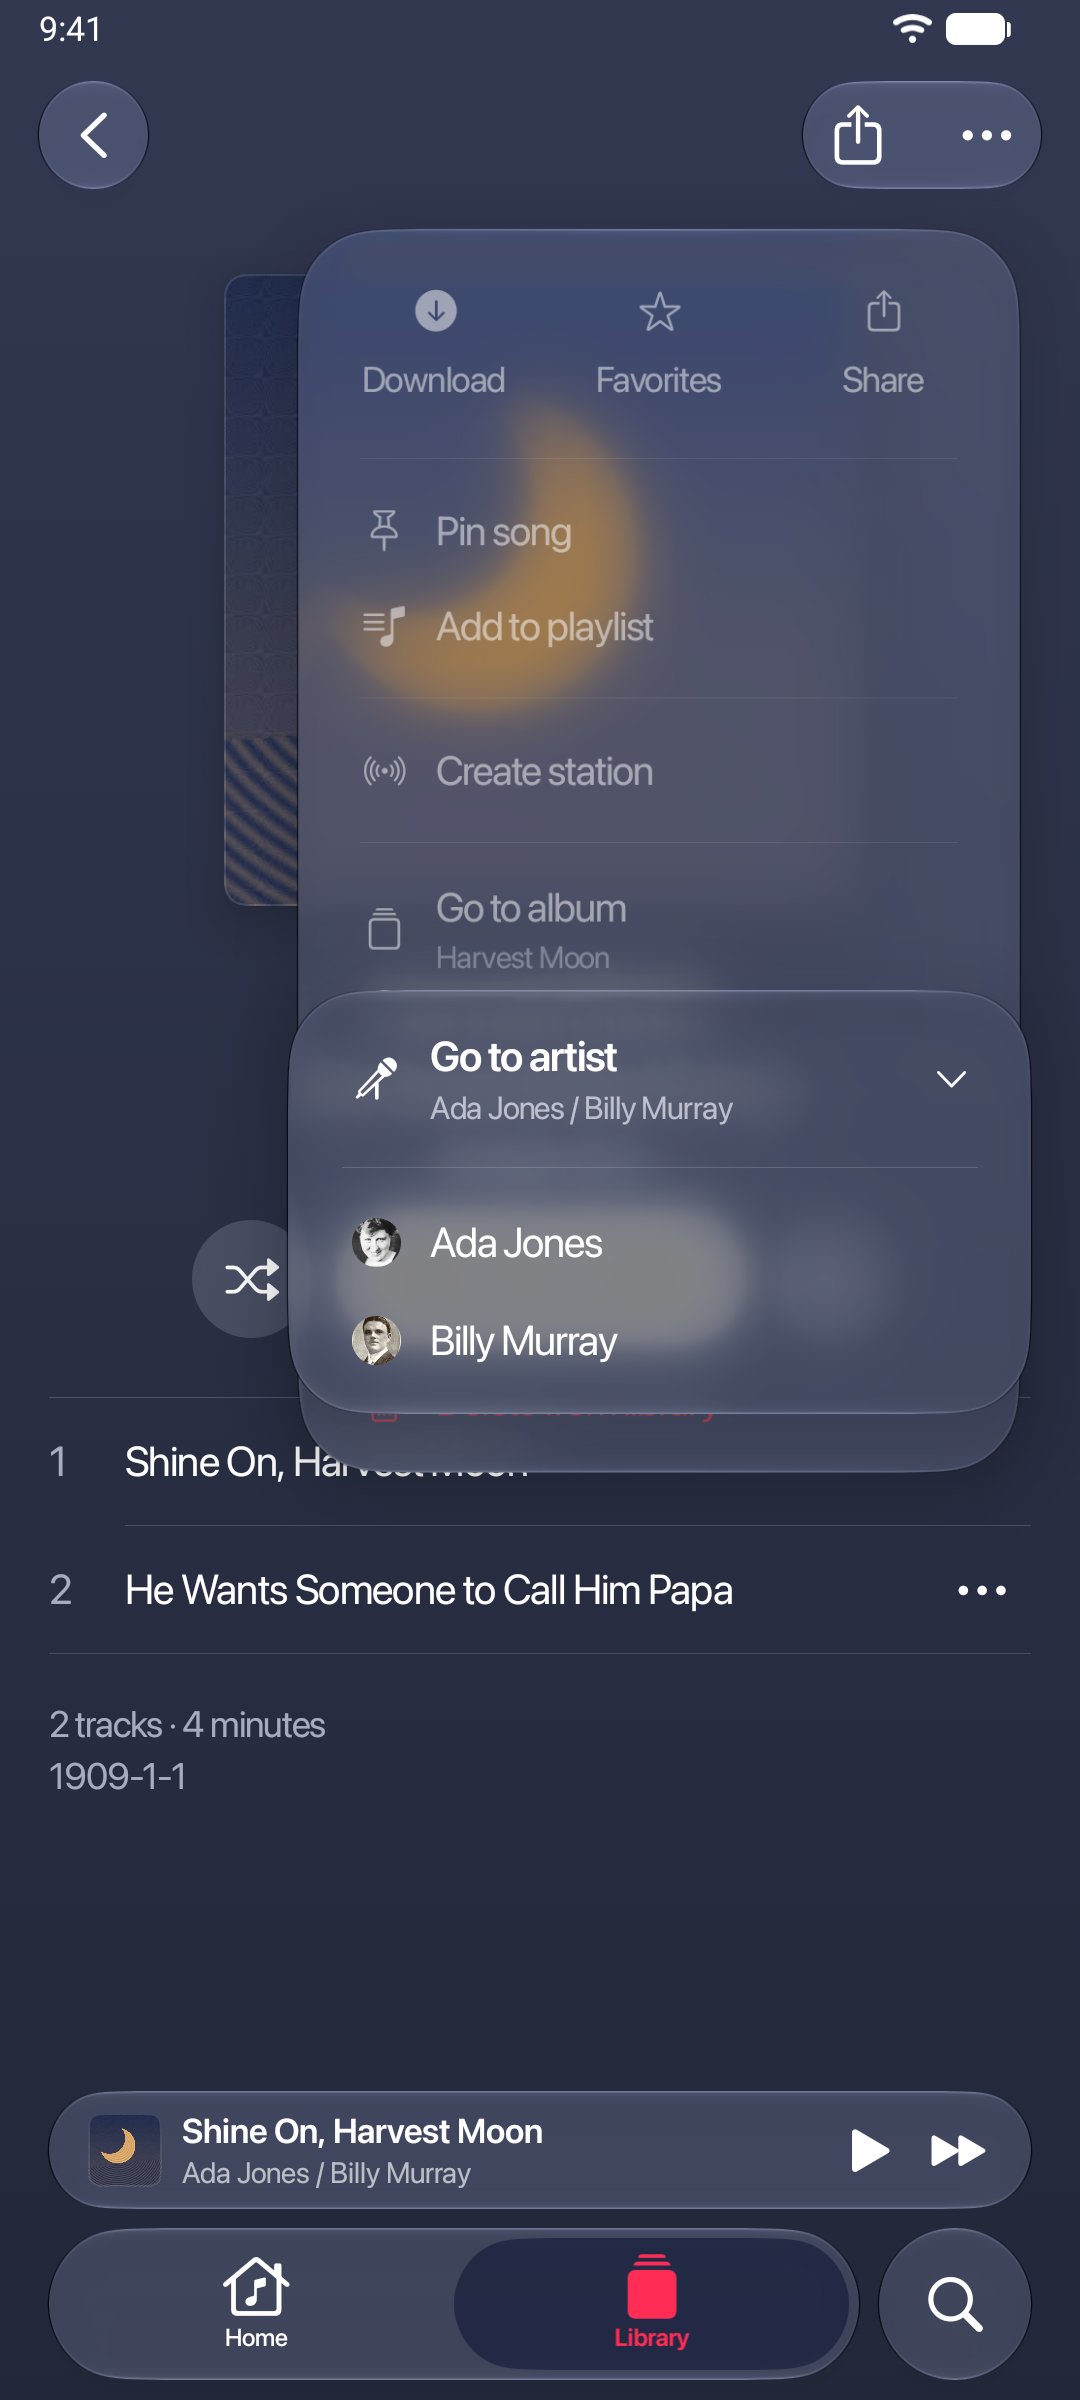 9:41
Download
Favorites
Share
Pin song
Add to playlist
Create station
Go to album
Harvest Moon
Go to artist
Ada Jones / Billy Murray
Ada Jones
Billy Murray
1
Shine On, Harvest Moon
2
He Wants Someone to Call Him Papa
2 tracks · 4 minutes
1909-1-1
Shine On, Harvest Moon
Ada Jones / Billy Murray
Home
Library